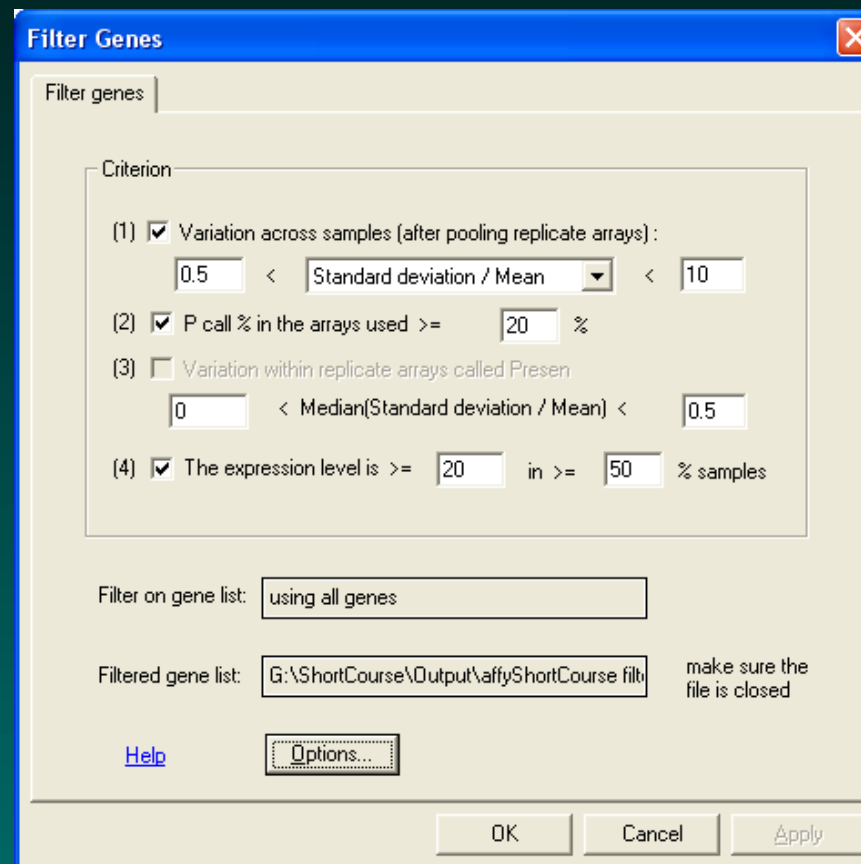 Filter Genes
Filter genes
Criterion
(1) Variation across samples (after pooling replicate arrays) :
0.5 < Standard deviation / Mean < 10
(2) P call % in the arrays used >= 20 %
(3) Variation within replicate arrays called Presen
0 < Median(Standard deviation / Mean) < 0.5
(4) The expression level is >= 20 in >= 50 % samples
Filter on gene list: using all genes
Filtered gene list: G:\ShortCourse\Output\affyShortCourse filt
make sure the
file is closed
Help Options...
OK Cancel Apply